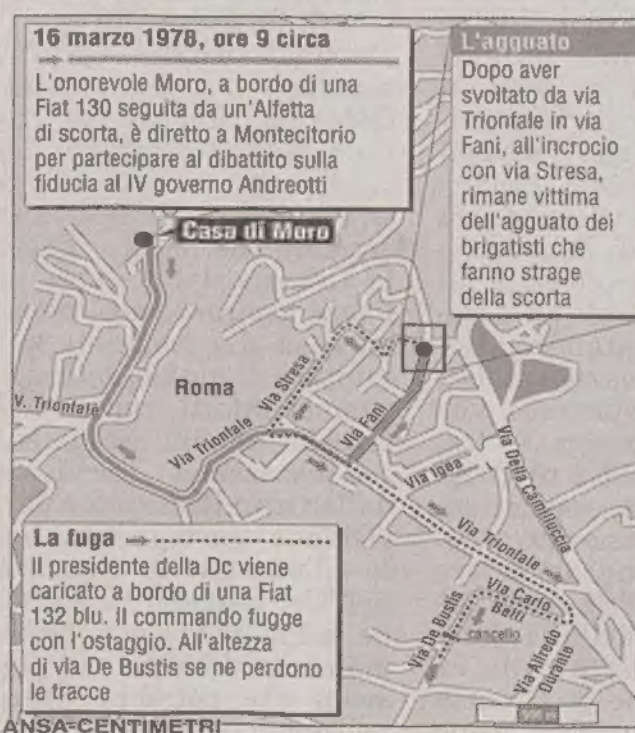 16 marzo 1978, ore 9 circa
L'onorevole Moro, a bordo di una
Fiat 130 seguita da un'Alfetta
di scorta, è diretto a Montecitorio
per partecipare al dibattito sulla
fiducia al IV governo Andreotti
L'agguato
Dopo aver
svoltato da via
Trionfale in via
Fani, all'incrocio
con via Stresa,
rimane vittima
dell'agguato dei
brigatisti che
fanno strage
della scorta
Casa di Moro
Roma
V. Trionfale
Via Trionfale
Via Stresa
Via Fani
Via Igea
Via Della Camilluccia
Via Trionfale
Via Carlo
Belli
Via De Bustis
cancello
Via Alfredo
Durante
La fuga
Il presidente della Dc viene
caricato a bordo di una Fiat
132 blu. Il commando fugge
con l'ostaggio. All'altezza
di via De Bustis se ne perdono
le tracce
ANSA-CENTIMETRI